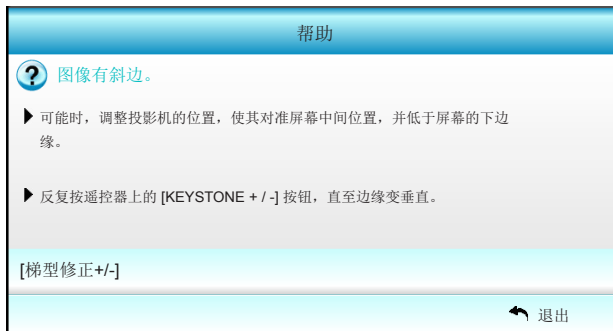 帮助
? 图像有斜边。
可能时，调整投影机的位置，使其对准屏幕中间位置，并低于屏幕的下边
缘。
反复按遥控器上的 [KEYSTONE + / -] 按钮，直至边缘变垂直。
[梯型修正+/-]
退出